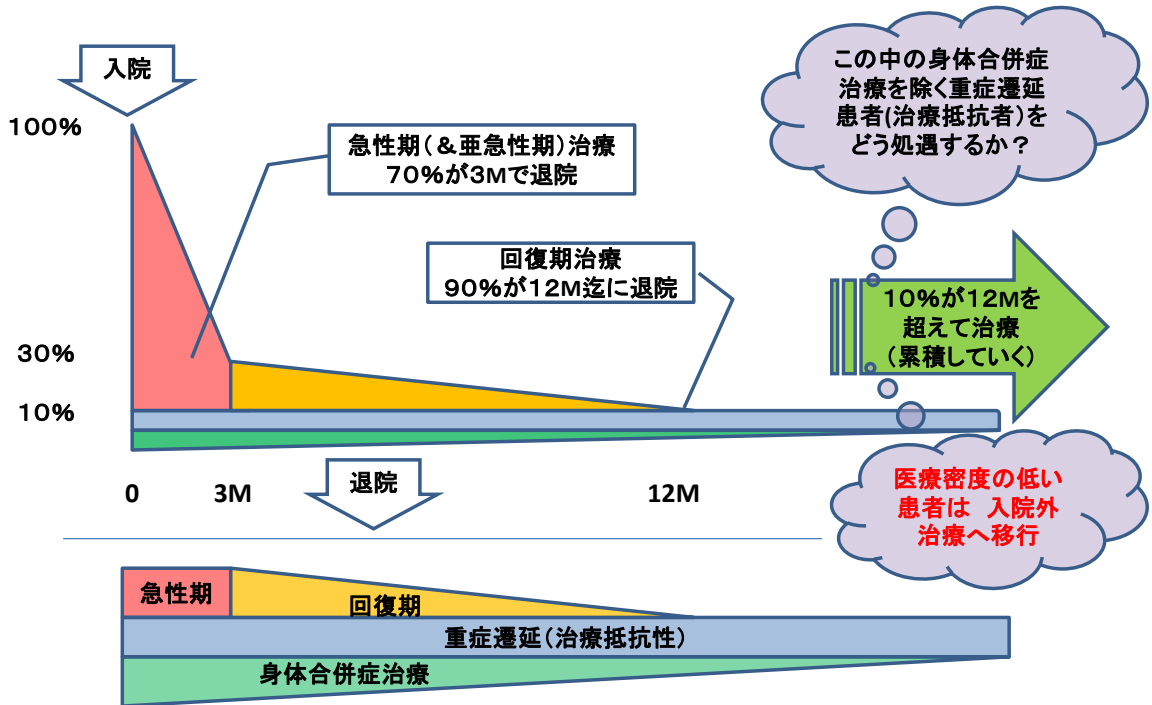 入院
100%
30%
10%
急性期(&亜急性期)治療
70%が3Mで退院
回復期治療
90%が12M迄に退院
この中の身体合併症
治療を除く重症遷延
患者(治療抵抗者)を
どう処遇するか?
10%が12Mを
超えて治療
(累積していく)
医療密度の低い
患者は 入院外
治療へ移行
0
3M
退院
12M
急性期
回復期
重症遷延(治療抵抗性)
身体合併症治療